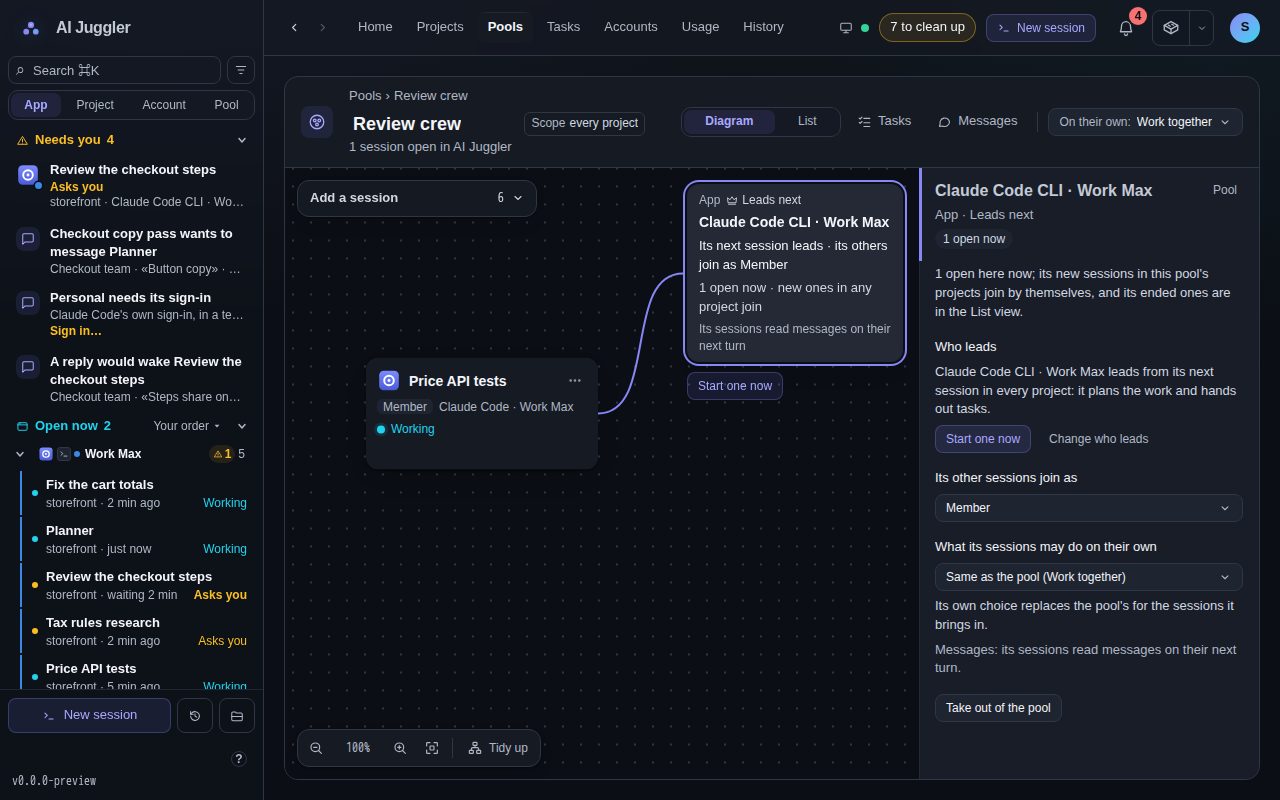 AI Juggler
Search ⌘K
App
Project
Account
Pool
Needs you 4
Review the checkout steps
Asks you
storefront · Claude Code CLI · Wo…
Checkout copy pass wants to
message Planner
Checkout team · «Button copy» · …
Personal needs its sign-in
Claude Code's own sign-in, in a te…
Sign in…
A reply would wake Review the
checkout steps
Checkout team · «Steps share on…
Open now 2
Your order
Work Max
1 5
Fix the cart totals
storefront · 2 min ago
Working
Planner
storefront · just now
Working
Review the checkout steps
storefront · waiting 2 min
Asks you
Tax rules research
storefront · 2 min ago
Asks you
Price API tests
storefront · 5 min ago
Working
New session
?
v0.0.0-preview
Home
Projects
Pools
Tasks
Accounts
Usage
History
7 to clean up
New session
4
S
Pools › Review crew
Review crew
Scope every project
1 session open in AI Juggler
Diagram
List
Tasks
Messages
On their own: Work together
Add a session
6
App Leads next
Claude Code CLI · Work Max
Its next session leads · its others
join as Member
1 open now · new ones in any
project join
Its sessions read messages on their
next turn
Start one now
Price API tests
Member
Claude Code · Work Max
Working
100%
Tidy up
Claude Code CLI · Work Max
Pool
App · Leads next
1 open now
1 open here now; its new sessions in this pool's
projects join by themselves, and its ended ones are
in the List view.
Who leads
Claude Code CLI · Work Max leads from its next
session in every project: it plans the work and hands
out tasks.
Start one now
Change who leads
Its other sessions join as
Member
What its sessions may do on their own
Same as the pool (Work together)
Its own choice replaces the pool's for the sessions it
brings in.
Messages: its sessions read messages on their next
turn.
Take out of the pool